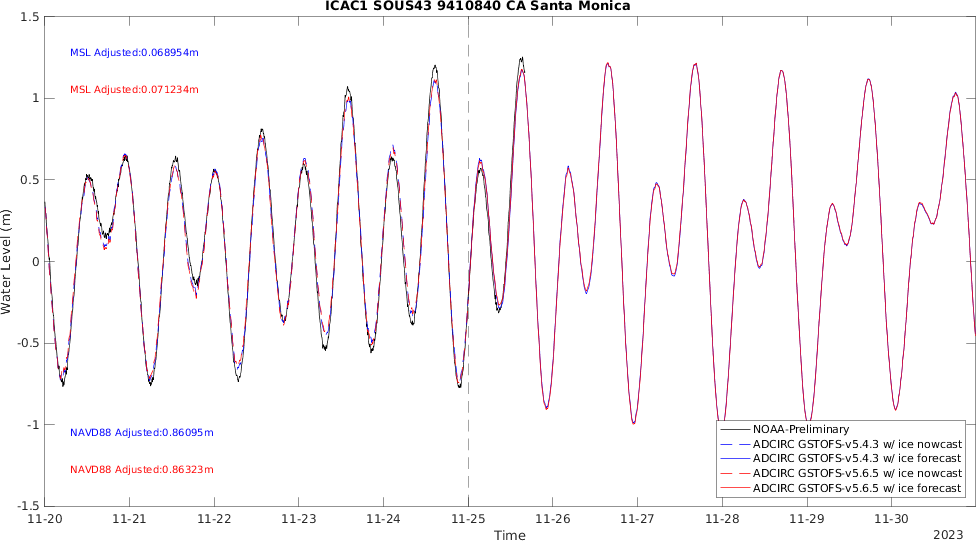 ICAC1 SOUS43 9410840 CA Santa Monica
1.5
1
0.5
0
-0.5
-1
-1.5
Water Level (m)
MSL Adjusted:0.068954m
MSL Adjusted:0.071234m
NAVD88 Adjusted:0.86095m
NAVD88 Adjusted:0.86323m
NOAA-Preliminary
ADCIRC GSTOFS-v5.4.3 w/ ice nowcast
ADCIRC GSTOFS-v5.4.3 w/ ice forecast
ADCIRC GSTOFS-v5.6.5 w/ ice nowcast
ADCIRC GSTOFS-v5.6.5 w/ ice forecast
11-20 11-21 11-22 11-23 11-24 11-25 11-26 11-27 11-28 11-29 11-30
Time
2023